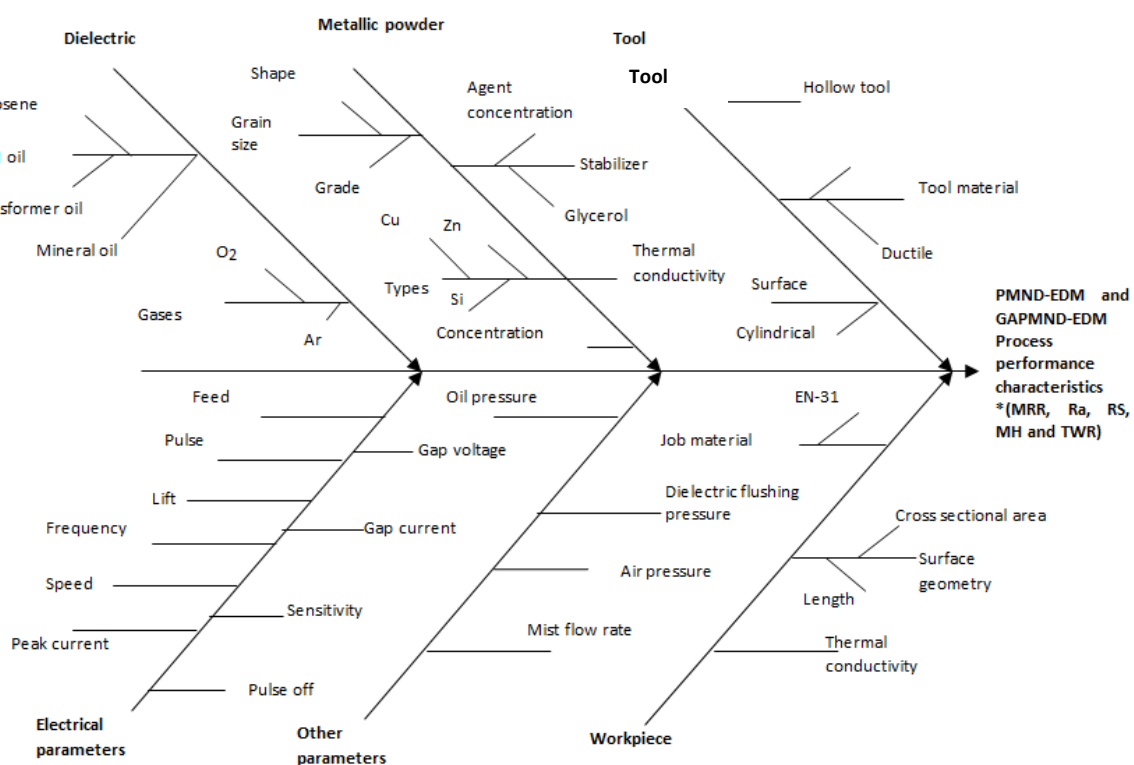 Metallic powder
Dielectric
Tool
Tool
Shape
Hollow tool
Agent
concentration
osene
Grain
size
oil
Stabilizer
Grade
Tool material
sformer oil
Glycerol
Cu
Zn
Mineral oil
O2
Thermal
conductivity
Ductile
Types
Si
Surface
Gases
Concentration
Cylindrical
Ar
PMND-EDM and
GAPMND-EDM
Process
performance
characteristics
*(MRR, Ra, RS,
MH and TWR)
Feed
Oil pressure
EN-31
Pulse
Gap voltage
Job material
Lift
Dielectric flushing
pressure
Frequency
Gap current
Cross sectional area
Surface
geometry
Speed
Air pressure
Length
Sensitivity
Peak current
Mist flow rate
Thermal
conductivity
Pulse off
Electrical
parameters
Other
parameters
Workpiece